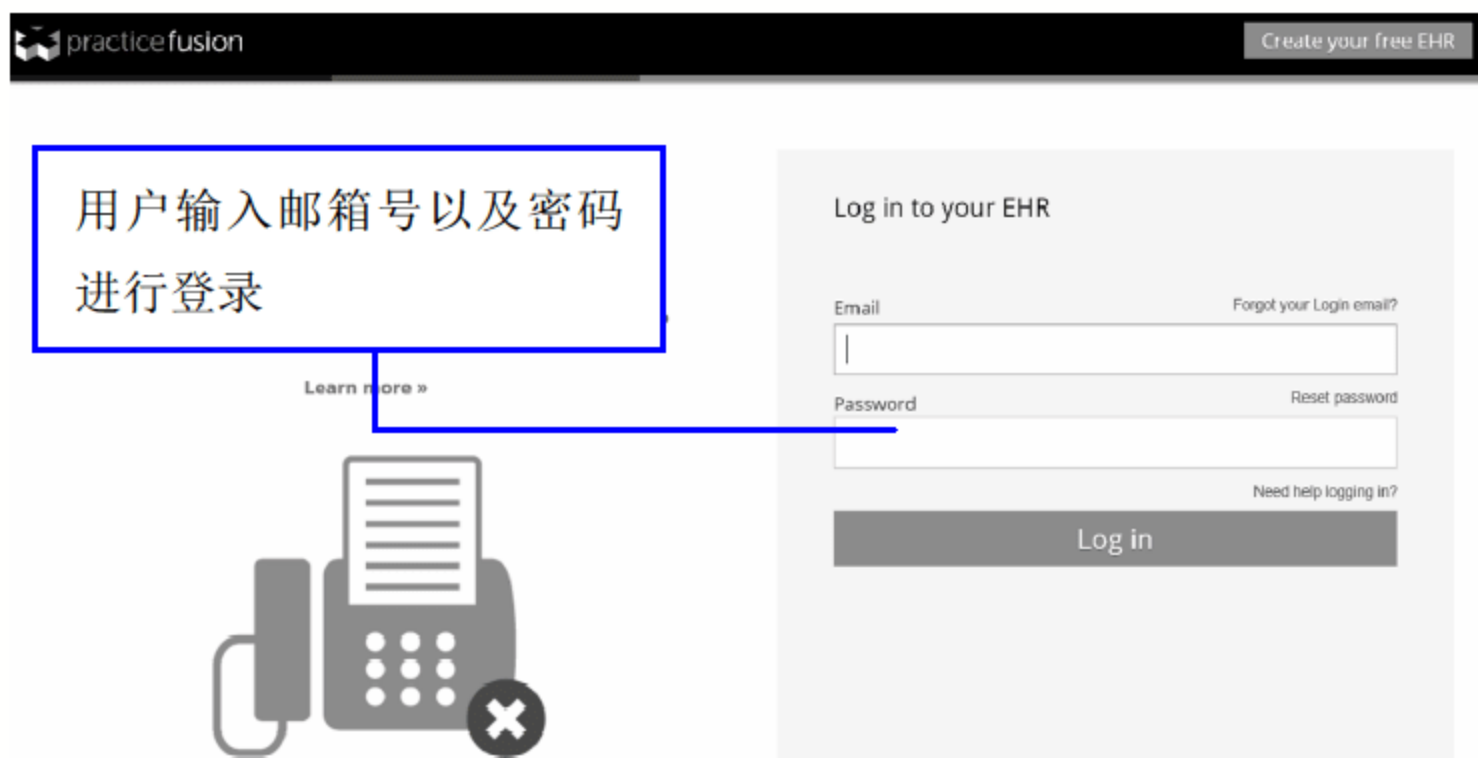 practice fusion
Create your free EHR
用户输入邮箱号以及密码
进行登录
Learn more »
Log in to your EHR
Email
Forgot your Login email?
Password
Reset password
Need help logging in?
Log in